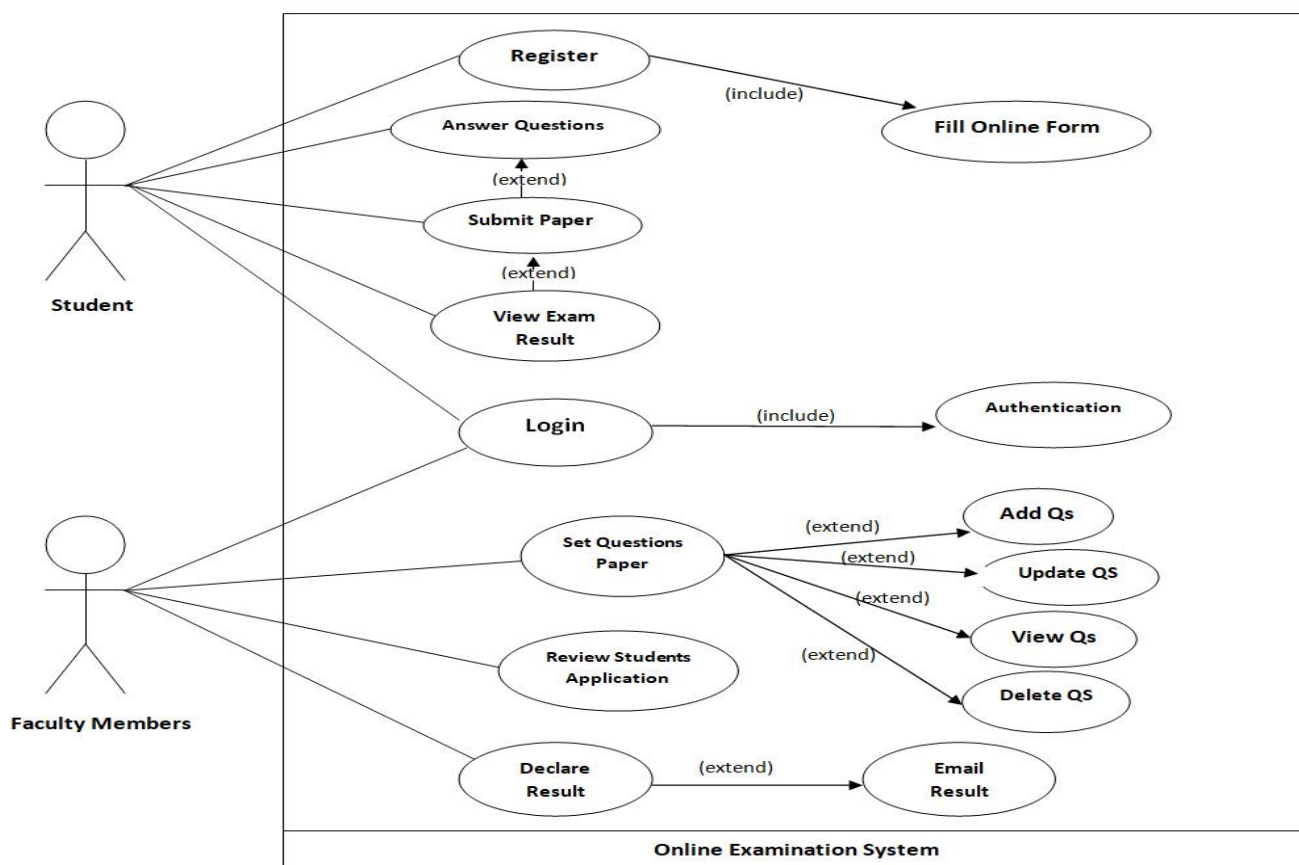 Register
(include)
Fill Online Form
Answer Questions
(extend)
Submit Paper
(extend)
View Exam
Result
Student
Login
(include)
Authentication
Set Questions
Paper
(extend)
Add Qs
(extend)
Update QS
(extend)
View Qs
(extend)
Delete QS
Review Students
Application
Faculty Members
Declare
Result
(extend)
Email
Result
Online Examination System